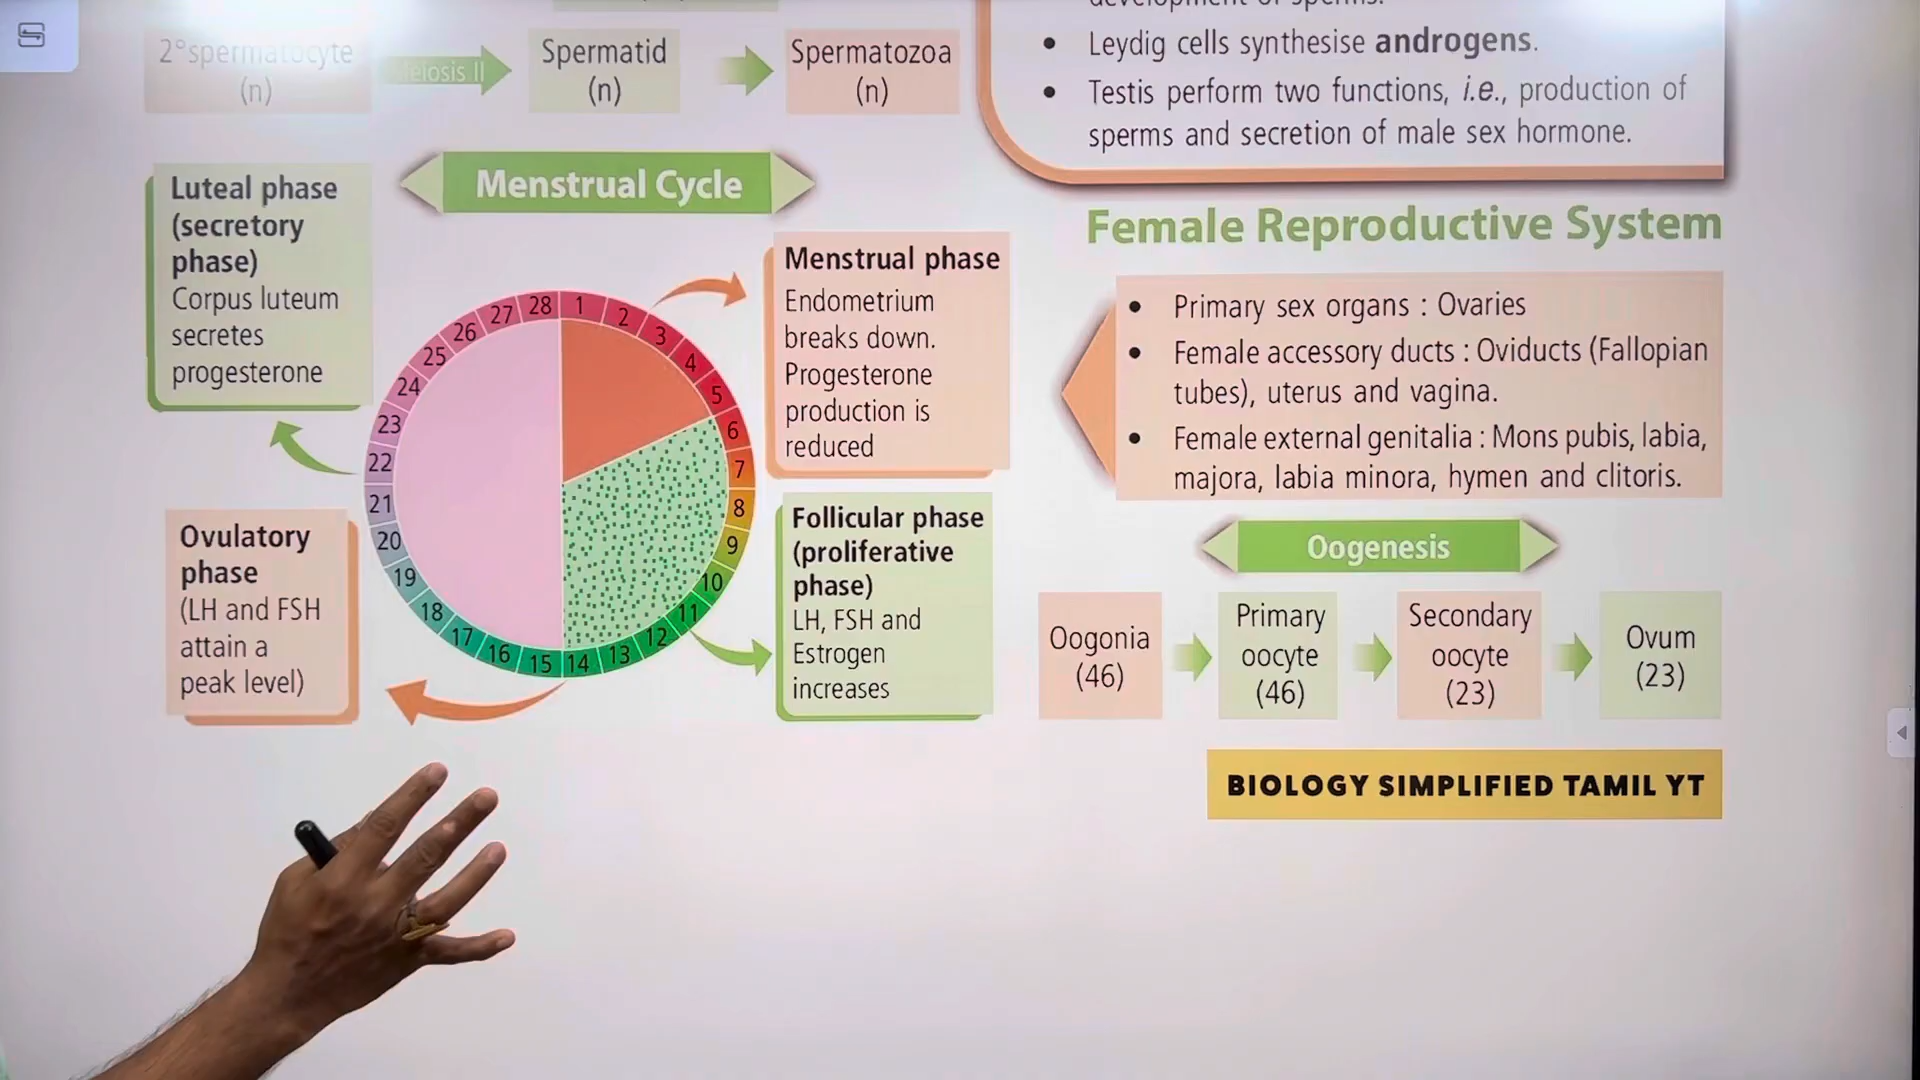 2°spermatocyte
(n)
Meiosis II
Spermatid
(n)
Spermatozoa
(n)
development of sperms.
• Leydig cells synthesise androgens.
• Testis perform two functions, i.e., production of
sperms and secretion of male sex hormone.
Menstrual Cycle
Luteal phase
(secretory
phase)
Corpus luteum
secretes
progesterone
Menstrual phase
Endometrium
breaks down.
Progesterone
production is
reduced
1
2
3
4
5
6
7
8
9
10
11
12
13
14
15
16
17
18
19
20
21
22
23
24
25
26
27
28
Ovulatory
phase
(LH and FSH
attain a
peak level)
Follicular phase
(proliferative
phase)
LH, FSH and
Estrogen
increases
Female Reproductive System
• Primary sex organs : Ovaries
• Female accessory ducts : Oviducts (Fallopian
tubes), uterus and vagina.
• Female external genitalia : Mons pubis, labia,
majora, labia minora, hymen and clitoris.
Oogenesis
Oogonia
(46)
Primary
oocyte
(46)
Secondary
oocyte
(23)
Ovum
(23)
BIOLOGY SIMPLIFIED TAMIL YT